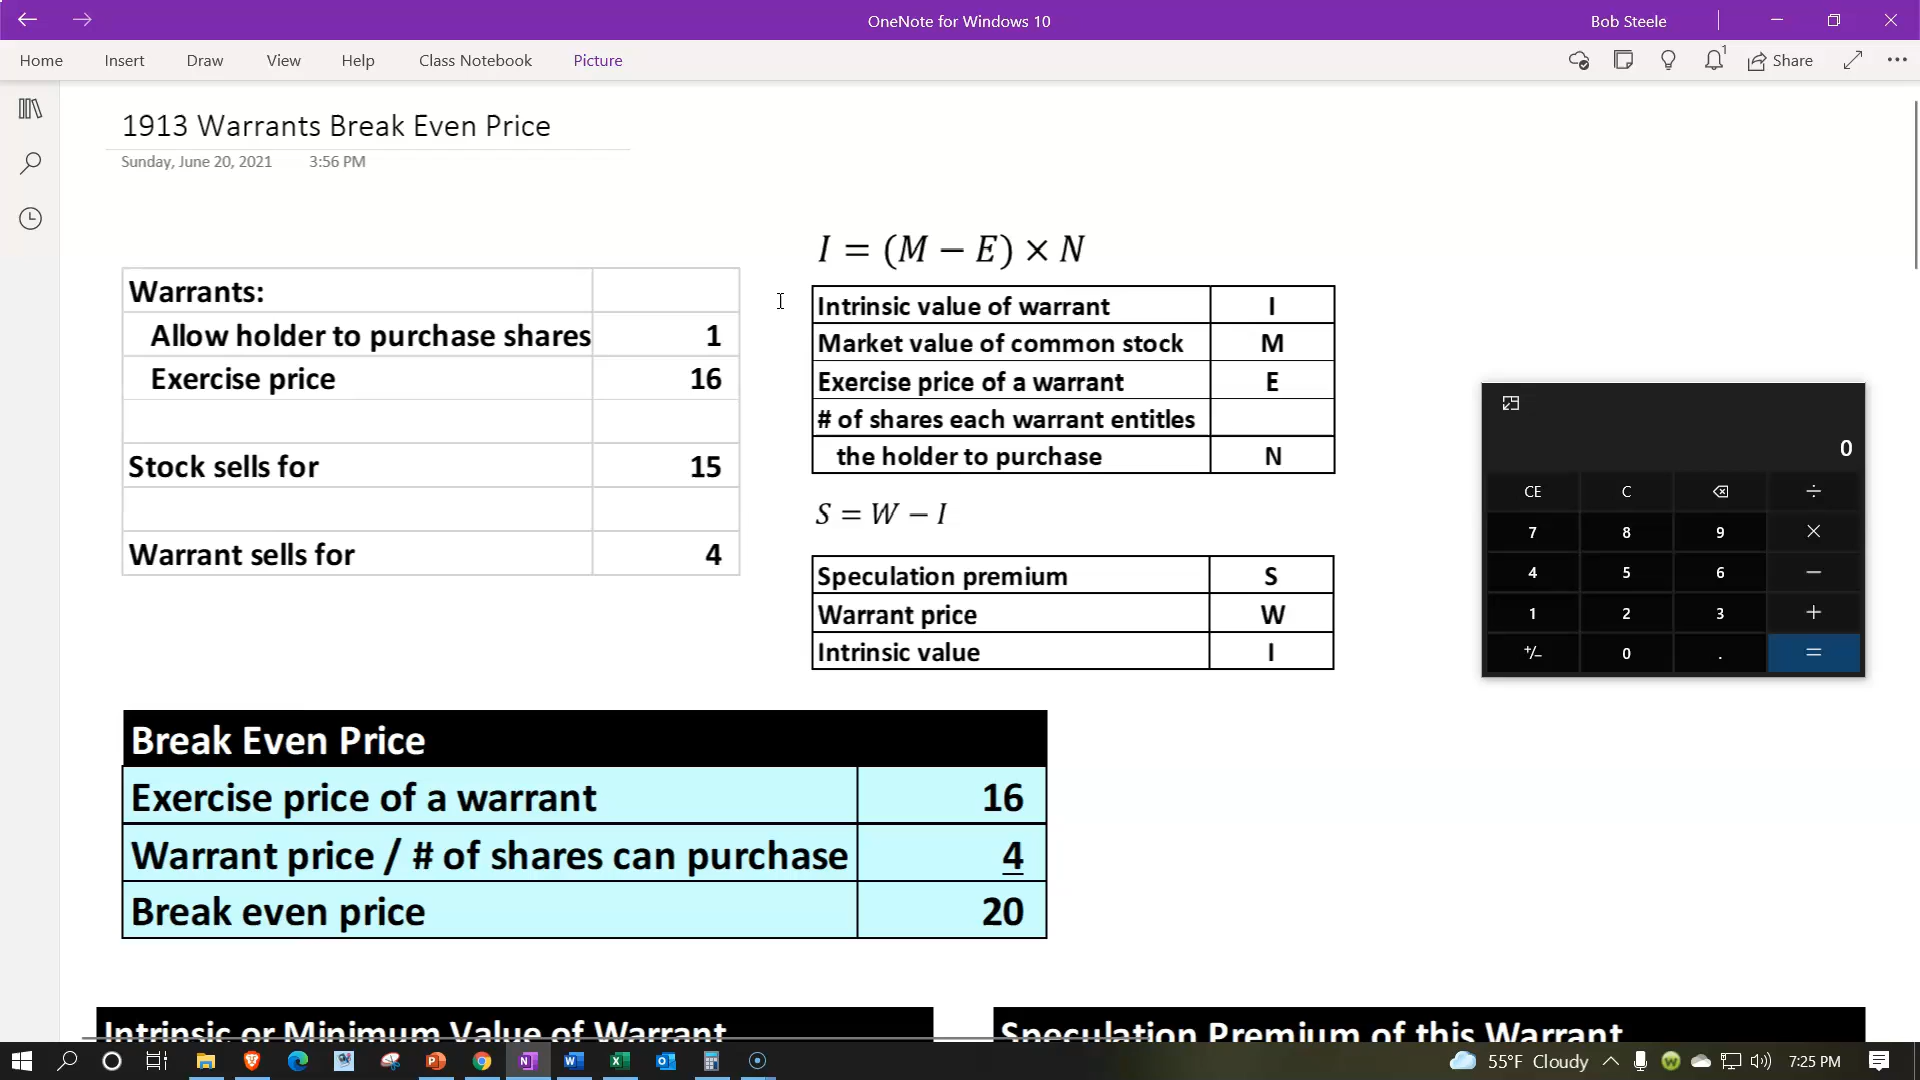 OneNote for Windows 10
Bob Steele
Home Insert Draw View Help Class Notebook Picture
1 Share
1913 Warrants Break Even Price
Sunday, June 20, 2021 3:56 PM
Warrants:
Allow holder to purchase shares 1
Exercise price 16
Stock sells for 15
Warrant sells for 4
I = (M − E) × N
Intrinsic value of warrant I
Market value of common stock M
Exercise price of a warrant E
# of shares each warrant entitles
the holder to purchase N
S = W − I
Speculation premium S
Warrant price W
Intrinsic value I
0
CE C ÷
7 8 9 ×
4 5 6 −
1 2 3 +
+/− 0 . =
Break Even Price
Exercise price of a warrant 16
Warrant price / # of shares can purchase 4
Break even price 20
Intrinsic or Minimum Value of Warrant
Speculation Premium of this Warrant
55°F Cloudy 7:25 PM